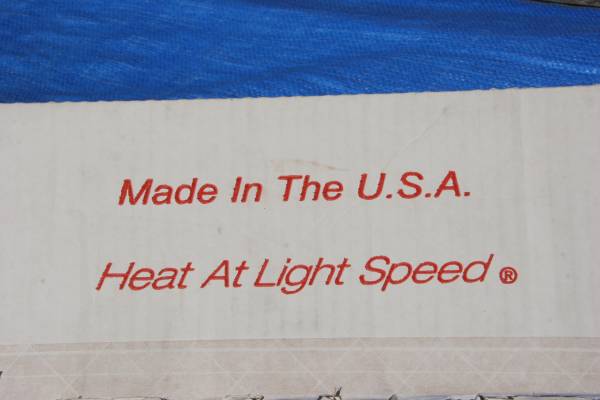 Made In The U.S.A.
Heat At Light Speed ®